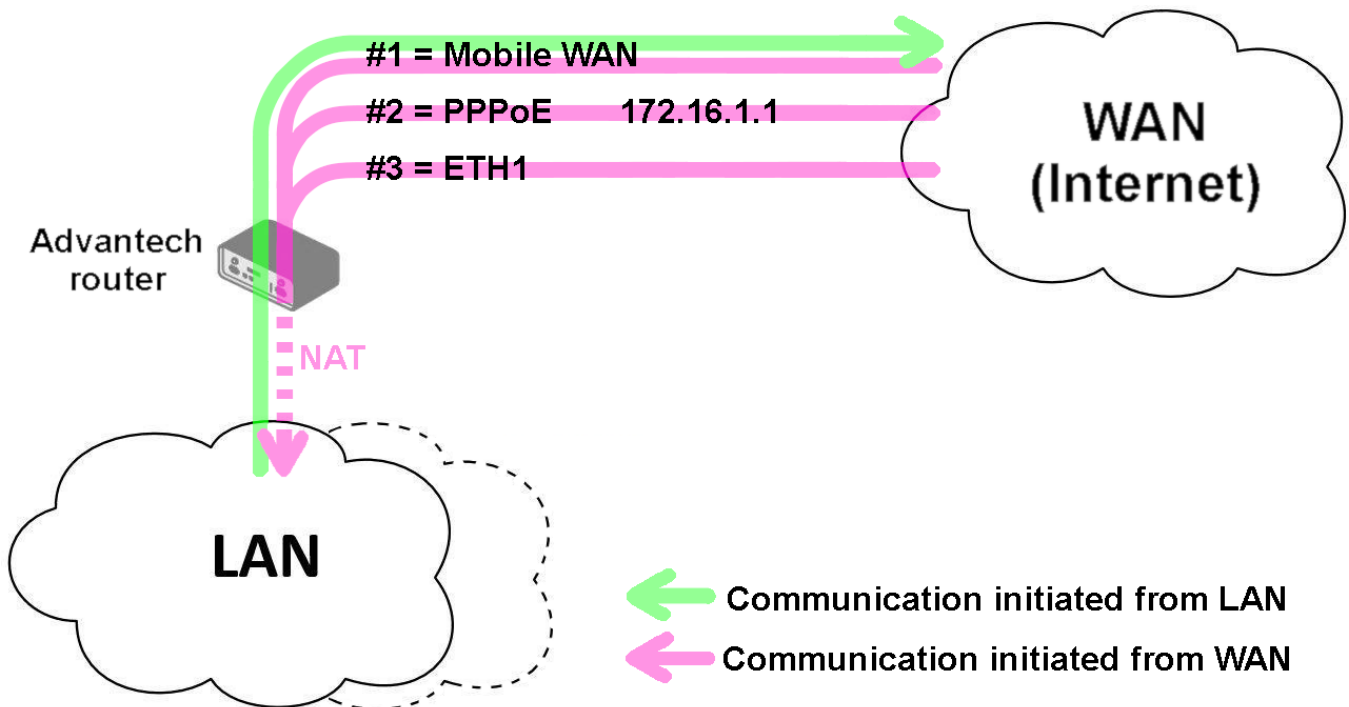 #1 = Mobile WAN
#2 = PPPoE 172.16.1.1
#3 = ETH1
WAN
(Internet)
Advantech
router
NAT
LAN
Communication initiated from LAN
Communication initiated from WAN